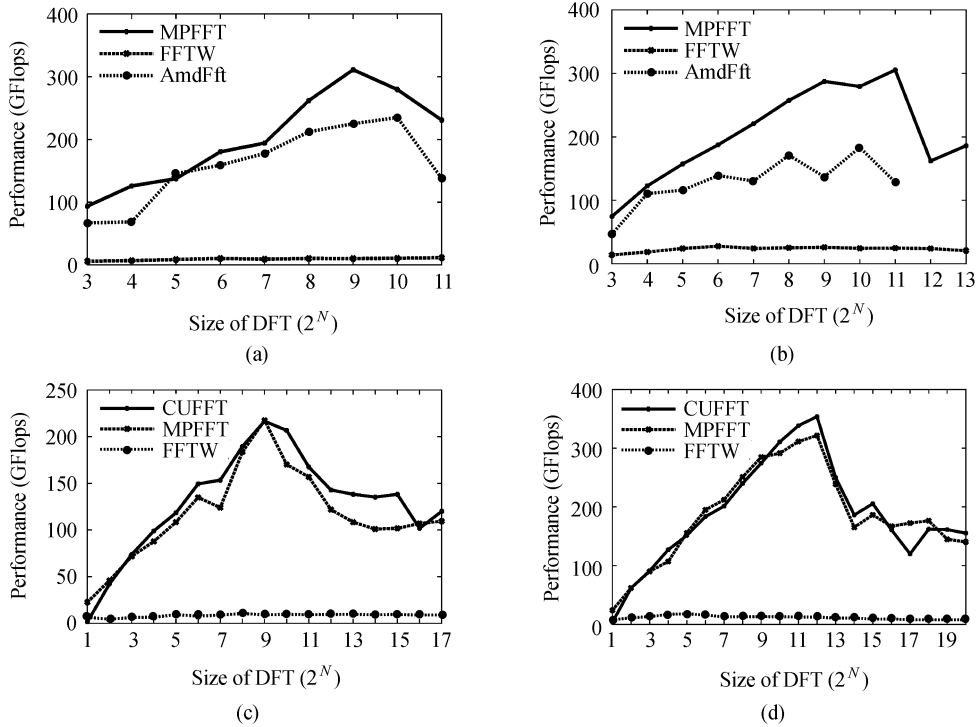 400
300
200
100
0
Performance (GFlops)
MPFFT
FFTW
AmdFft
3 4 5 6 7 8 9 10 11
Size of DFT (2^N)
(a)
400
300
200
100
0
Performance (GFlops)
MPFFT
FFTW
AmdFft
3 4 5 6 7 8 9 10 11 12 13
Size of DFT (2^N)
(b)
250
200
150
100
50
0
Performance (GFlops)
CUFFT
MPFFT
FFTW
1 3 5 7 9 11 13 15 17
Size of DFT (2^N)
(c)
400
300
200
100
0
Performance (GFlops)
CUFFT
MPFFT
FFTW
1 3 5 7 9 11 13 15 17 19
Size of DFT (2^N)
(d)